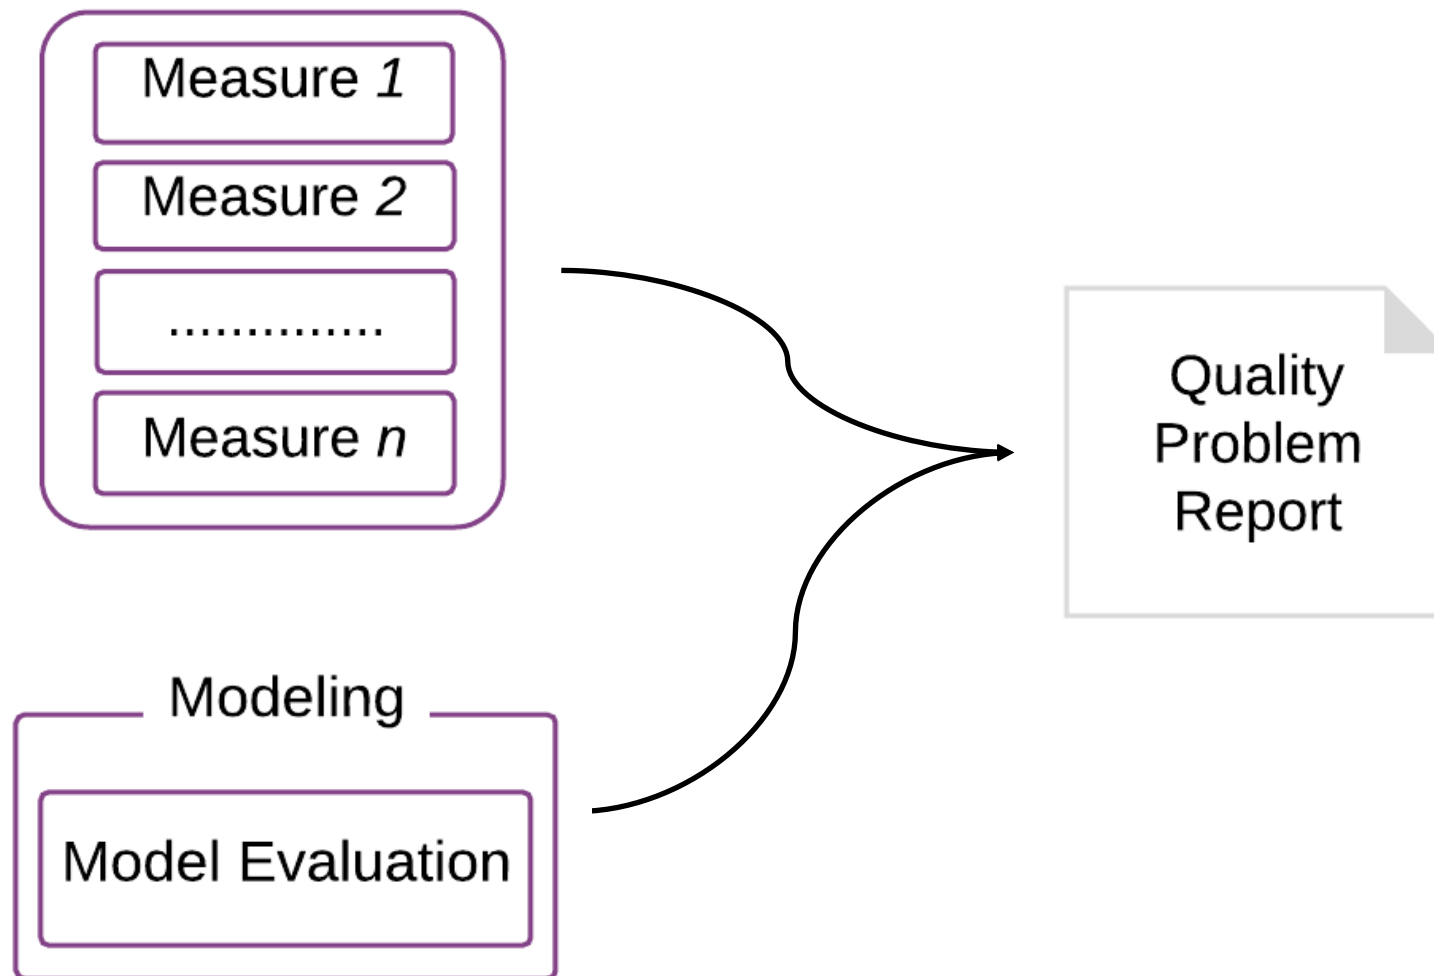 Measure 1
Measure 2
..............
Measure n
Quality
Problem
Report
Modeling
Model Evaluation